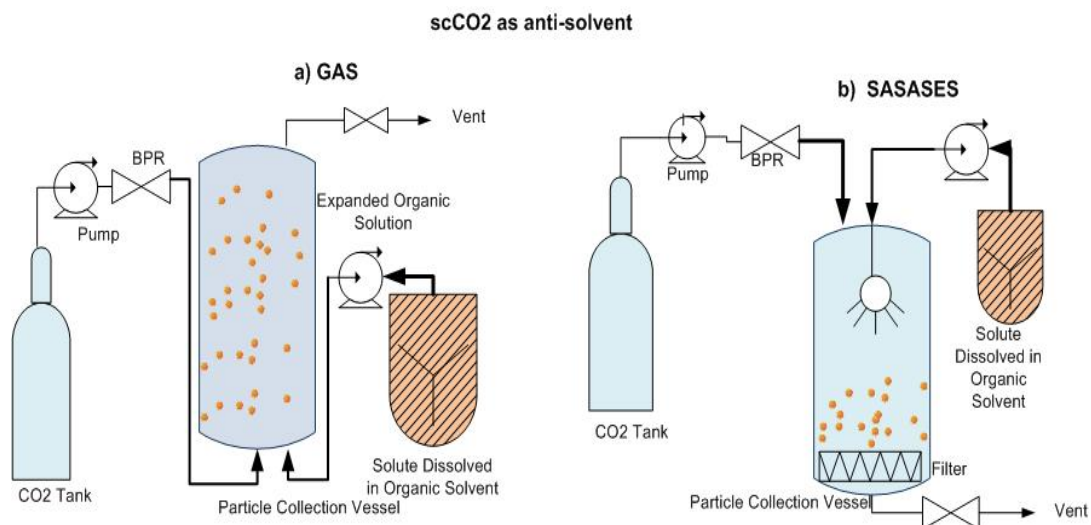 scCO2 as anti-solvent
a) GAS
Vent
BPR
Pump
Expanded Organic
Solution
CO2 Tank
Solute Dissolved
in Organic Solvent
Particle Collection Vessel
b) SASASES
BPR
Pump
Solute
Dissolved in
Organic
Solvent
CO2 Tank
Filter
Particle Collection Vessel
Vent